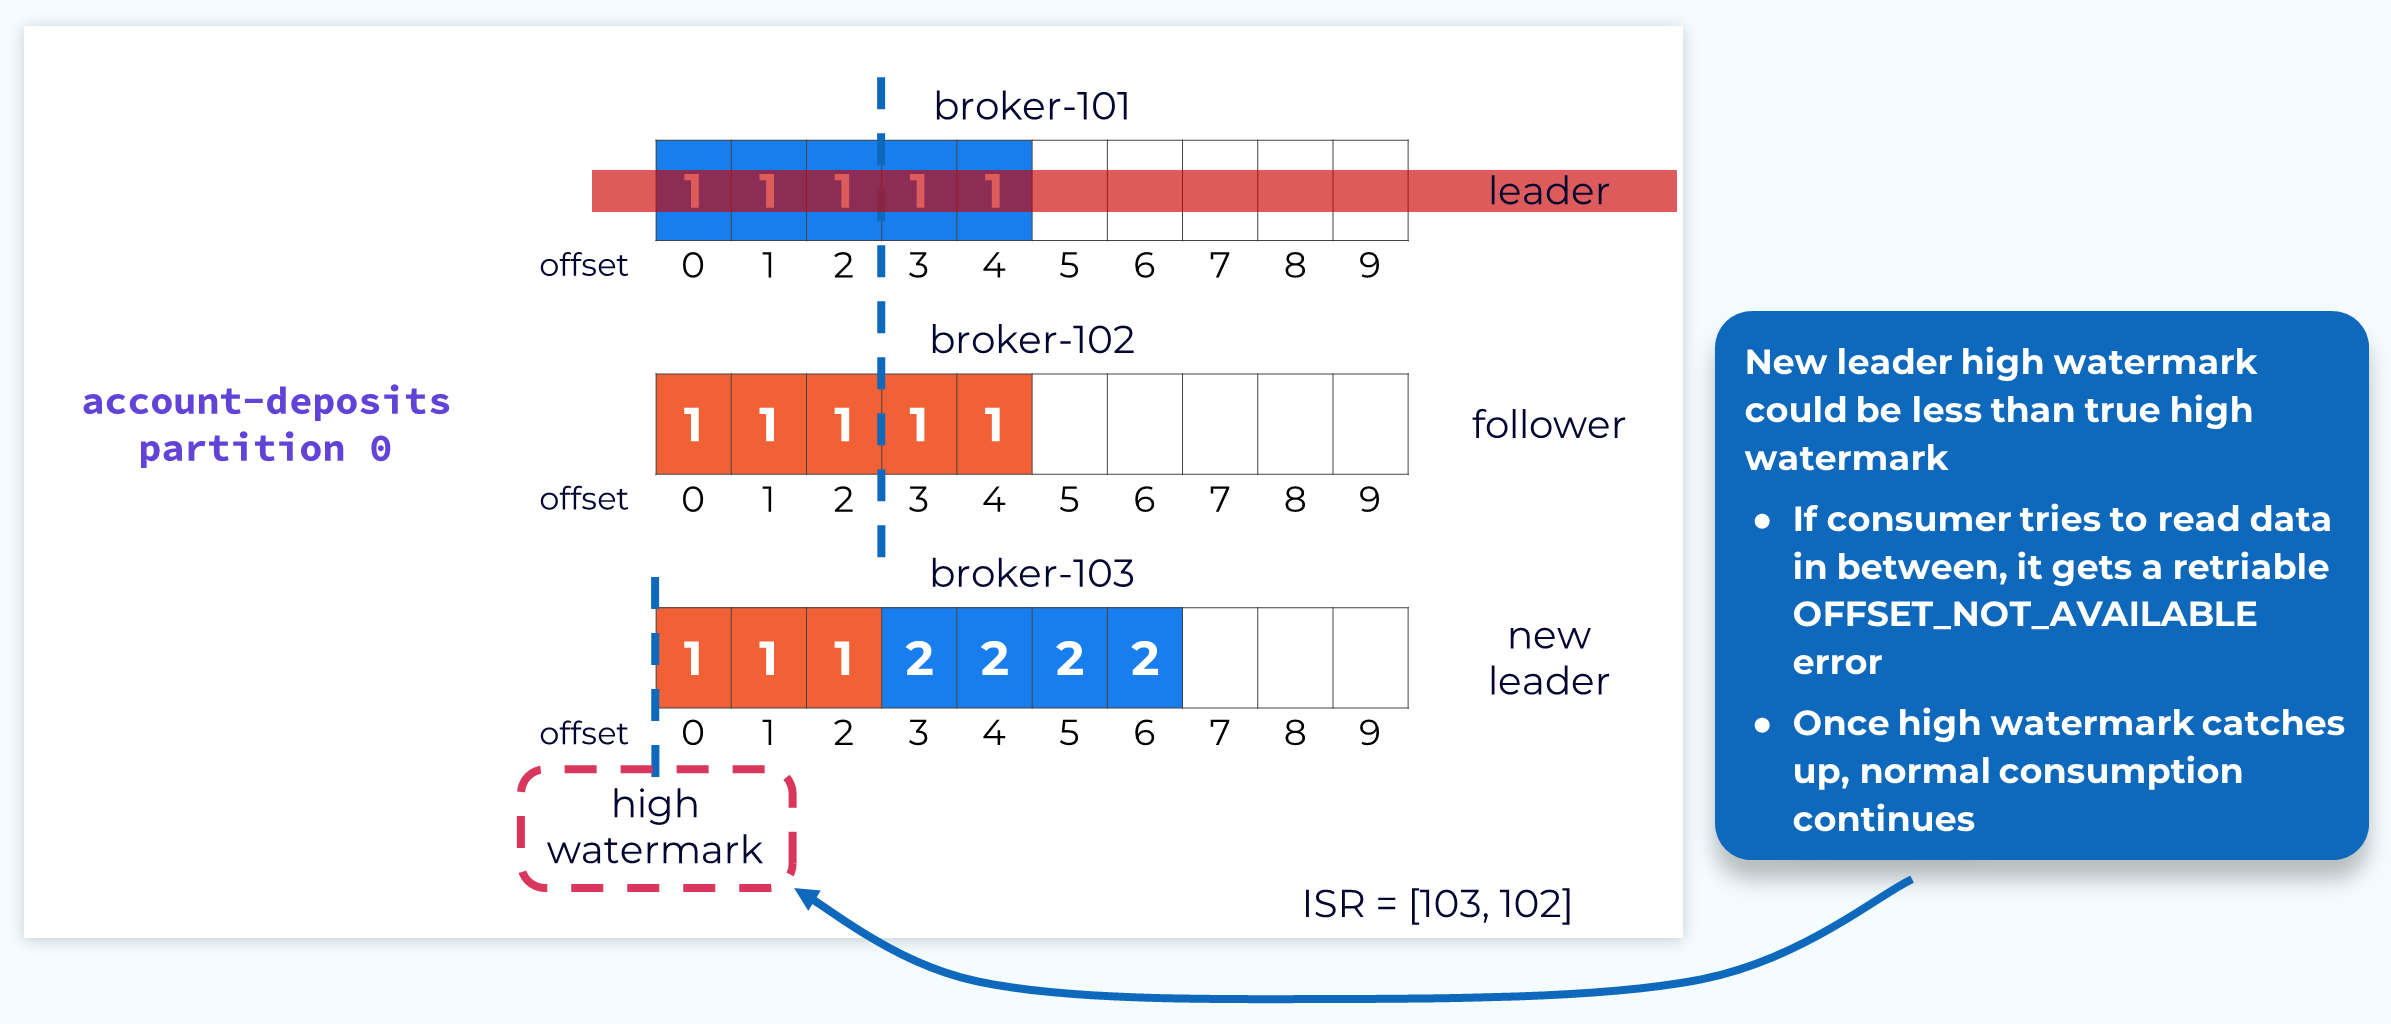 broker-101
1 1 1 1 1
leader
offset 0 1 2 3 4 5 6 7 8 9
broker-102
account-deposits
partition 0
1 1 1 1 1
follower
offset 0 1 2 3 4 5 6 7 8 9
broker-103
1 1 1 2 2 2 2
new
leader
offset 0 1 2 3 4 5 6 7 8 9
high
watermark
ISR = [103, 102]
New leader high watermark
could be less than true high
watermark
● If consumer tries to read data
in between, it gets a retriable
OFFSET_NOT_AVAILABLE
error
● Once high watermark catches
up, normal consumption
continues